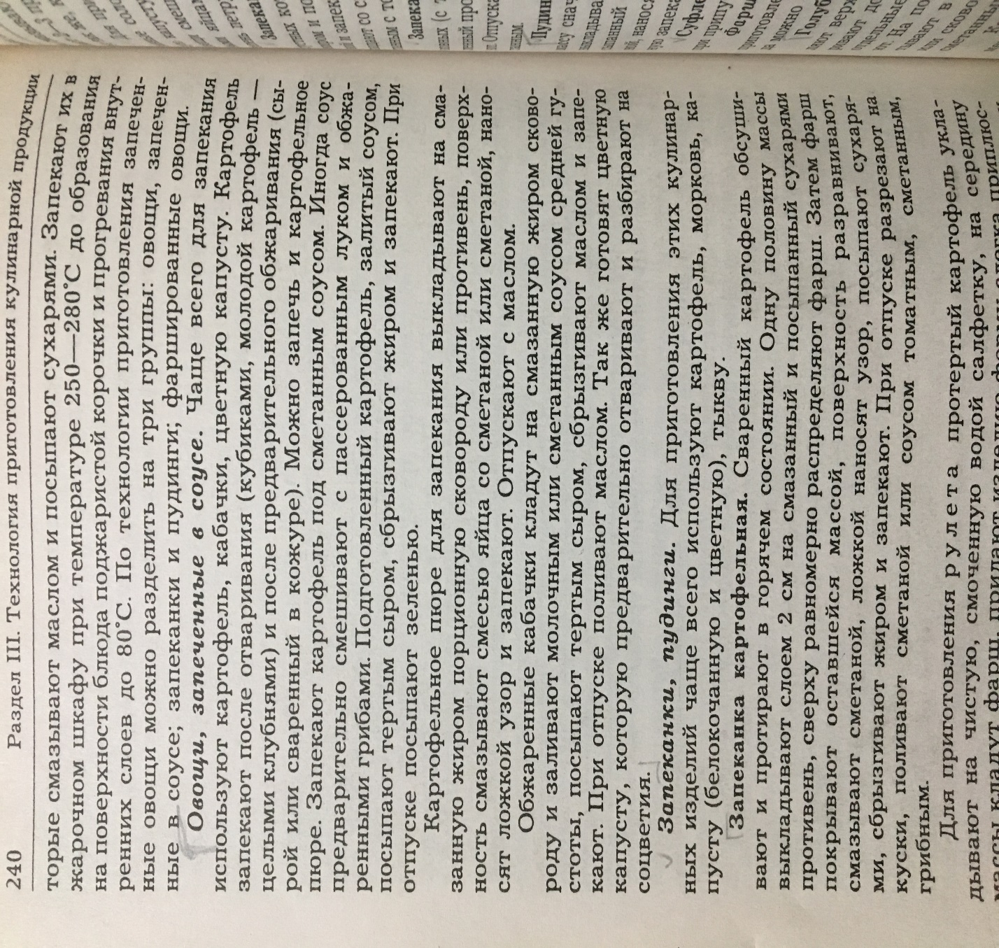 240 Раздел III. Технология приготовления кулинарной продукции
торые смазывают маслом и посыпают сухарями. Запекают их в
жарочном шкафу при температуре 250—280°С до образования
на поверхности блюда поджаристой корочки и прогревания внут-
ренних слоев до 80°С. По технологии приготовления запечен-
ные овощи можно разделить на три группы: овощи, запечен-
ные в соусе; запеканки и пудинги; фаршированные овощи.
Овощи, запеченные в соусе. Чаще всего для запекания
используют картофель, кабачки, цветную капусту. Картофель
запекают после отваривания (кубиками, молодой картофель —
целыми клубнями) и после предварительного обжаривания (сы-
рой или сваренный в кожуре). Можно запечь и картофельное
пюре. Запекают картофель под сметанным соусом. Иногда соус
предварительно смешивают с пассерованным луком и обжа-
ренными грибами. Подготовленный картофель, залитый соусом,
посыпают тертым сыром, сбрызгивают жиром и запекают. При
отпуске посыпают зеленью.
Картофельное пюре для запекания выкладывают на сма-
занную жиром порционную сковороду или противень, поверх-
ность смазывают смесью яйца со сметаной или сметаной, нано-
сят ложкой узор и запекают. Отпускают с маслом.
Обжаренные кабачки кладут на смазанную жиром сково-
роду и заливают молочным или сметанным соусом средней гу-
стоты, посыпают тертым сыром, сбрызгивают маслом и запе-
кают. При отпуске поливают маслом. Так же готовят цветную
капусту, которую предварительно отваривают и разбирают на
соцветия.
Запеканки, пудинги. Для приготовления этих кулинар-
ных изделий чаще всего используют картофель, морковь, ка-
пусту (белокочанную и цветную), тыкву.
Запеканка картофельная. Сваренный картофель обсуши-
вают и протирают в горячем состоянии. Одну половину массы
выкладывают слоем 2 см на смазанный и посыпанный сухарями
противень, сверху равномерно распределяют фарш. Затем фарш
покрывают оставшейся массой, поверхность разравнивают,
смазывают сметаной, ложкой наносят узор, посыпают сухаря-
ми, сбрызгивают жиром и запекают. При отпуске разрезают на
куски, поливают сметаной или соусом томатным, сметанным,
грибным.
Для приготовления рулета протертый картофель укла-
дывают на чистую, смоченную водой салфетку, на середину
массы кладут фарш, придают изделию